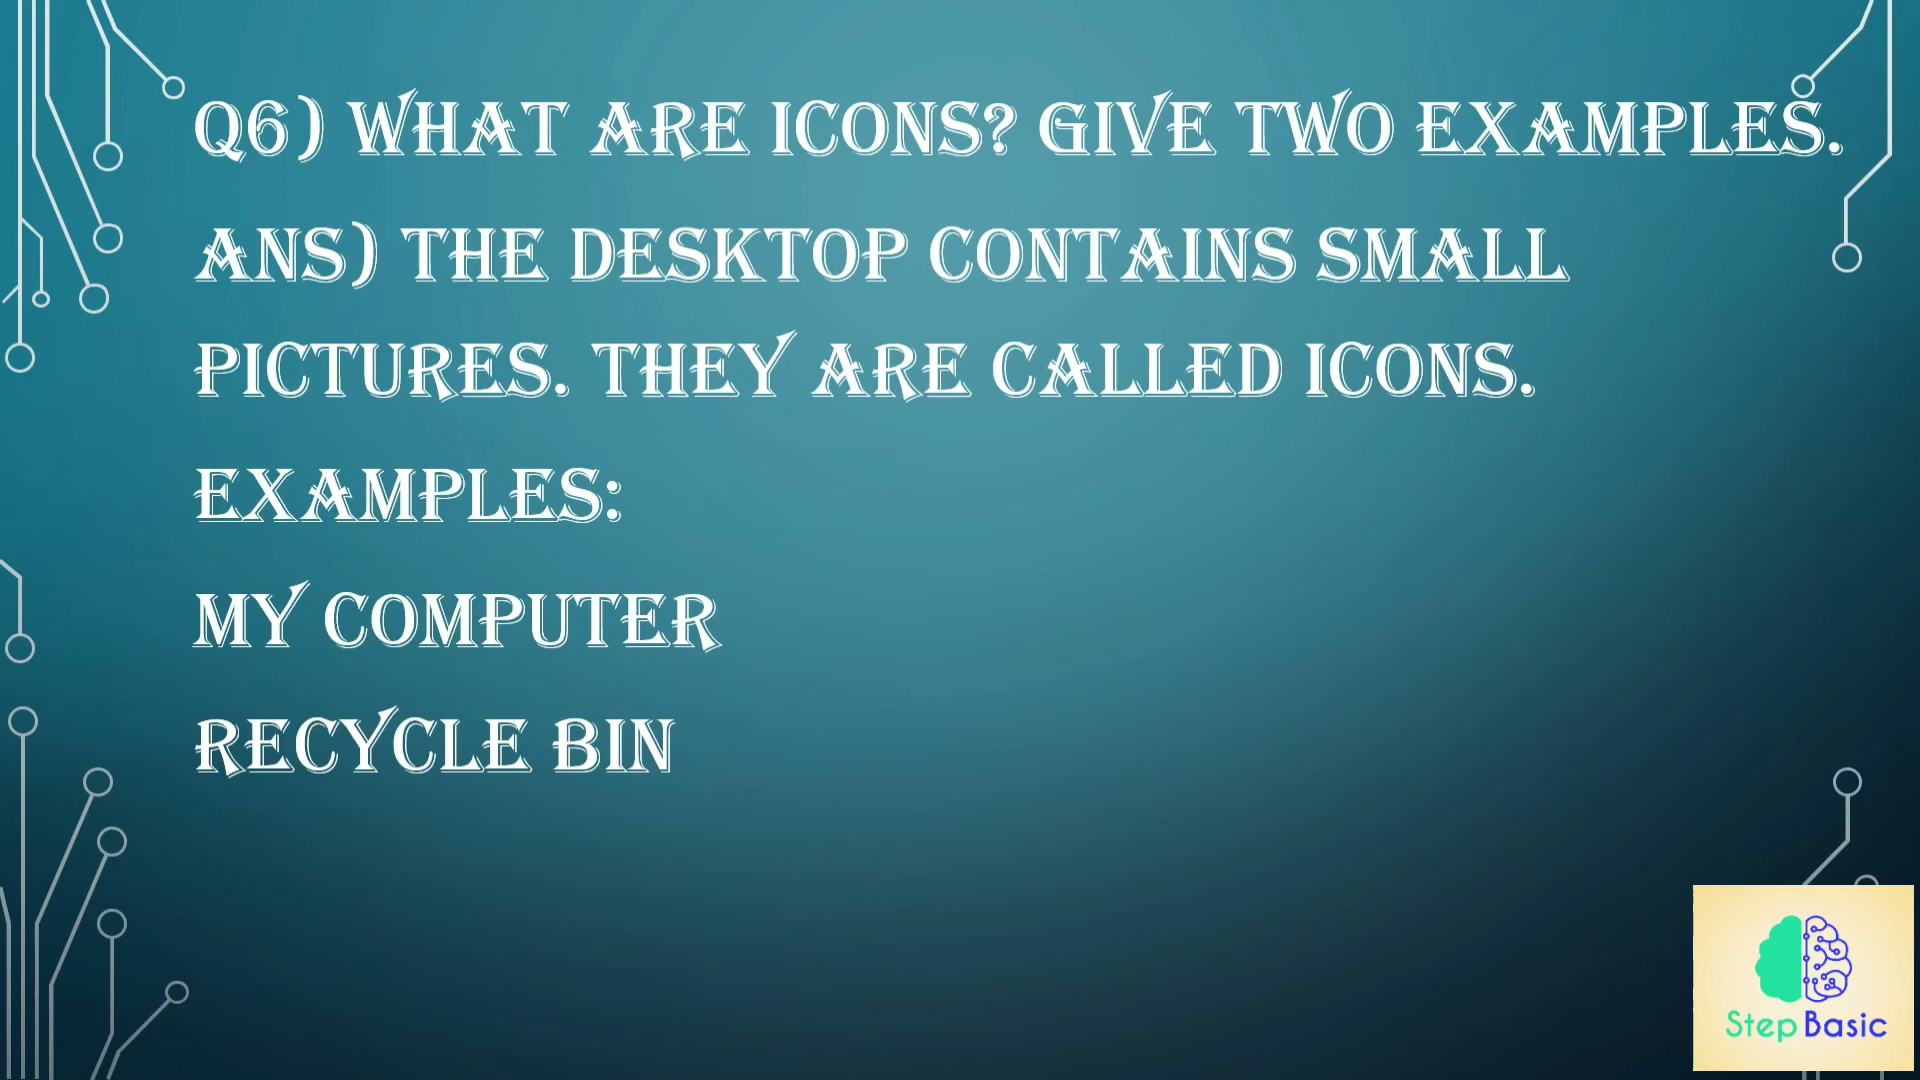 Q6) WHAT ARE ICONS? GIVE TWO EXAMPLES.
ANS) THE DESKTOP CONTAINS SMALL
PICTURES. THEY ARE CALLED ICONS.
EXAMPLES:
MY COMPUTER
RECYCLE BIN
Step Basic